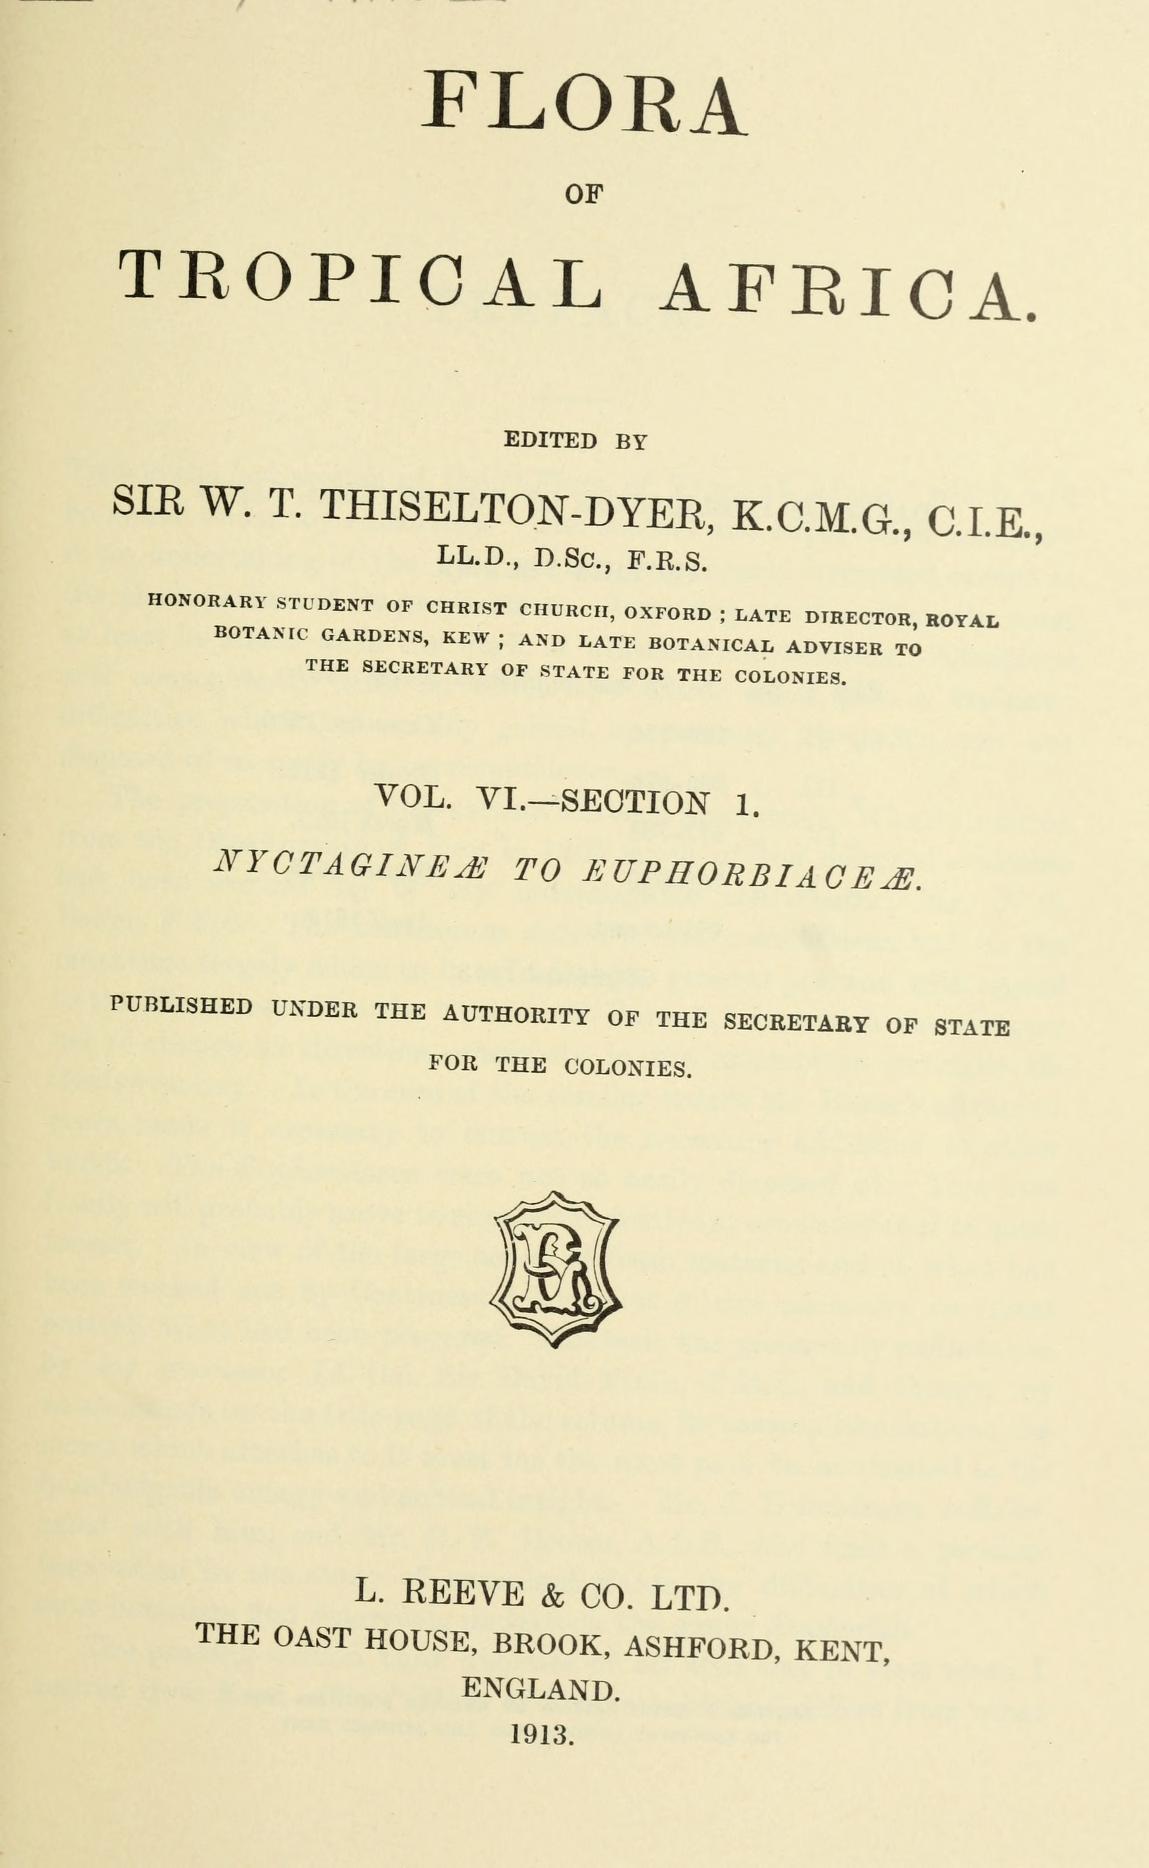 FLORA
OF
TROPICAL AFRICA.
EDITED BY
SIR W. T. THISELTON-DYER, K.C.M.G., C.I.E.,
LL.D., D.Sc., F.R.S.
HONORARY STUDENT OF CHRIST CHURCH, OXFORD ; LATE DIRECTOR, ROYAL
BOTANIC GARDENS, KEW ; AND LATE BOTANICAL ADVISER TO
THE SECRETARY OF STATE FOR THE COLONIES.
VOL. VI.—SECTION 1.
NYCTAGINEÆ TO EUPHORBIACEÆ.
PUBLISHED UNDER THE AUTHORITY OF THE SECRETARY OF STATE
FOR THE COLONIES.
L. REEVE & CO. LTD.
THE OAST HOUSE, BROOK, ASHFORD, KENT,
ENGLAND.
1913.